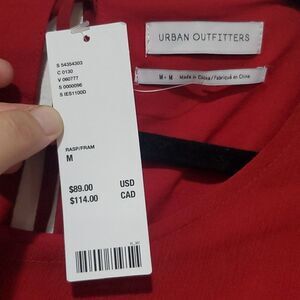 URBAN OUTFITTERS
M • M Made in China / Fabriqué en Chine
S 54354303
C 0130
V 060777
S 0000096
S IES1100D
RASP/FRAM
M
$89.00 USD
$114.00 CAD